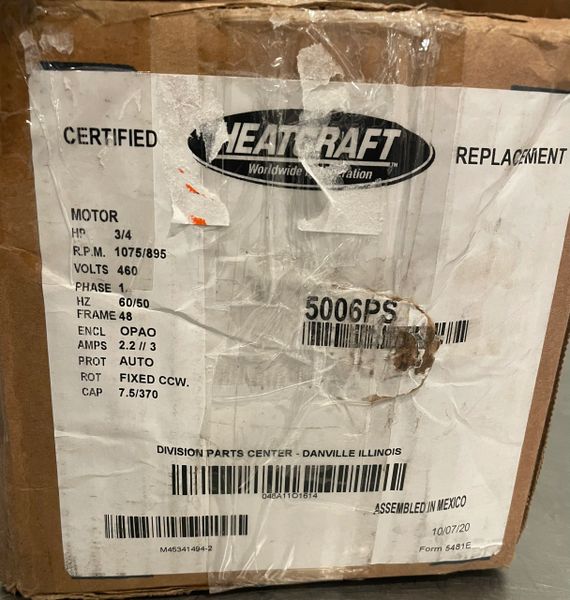 CERTIFIED
HEATCRAFT
Worldwide
REPLACEMENT
MOTOR
HP 3/4
R.P.M. 1075/895
VOLTS 460
PHASE 1
HZ 60/50
FRAME 48
ENCL OPAO
AMPS 2.2 // 3
PROT AUTO
ROT FIXED CCW.
CAP 7.5/370
5006PS
DIVISION PARTS CENTER - DANVILLE ILLINOIS
048A11O1614
ASSEMBLED IN MEXICO
M45341494-2
10/07/20
Form 5481E